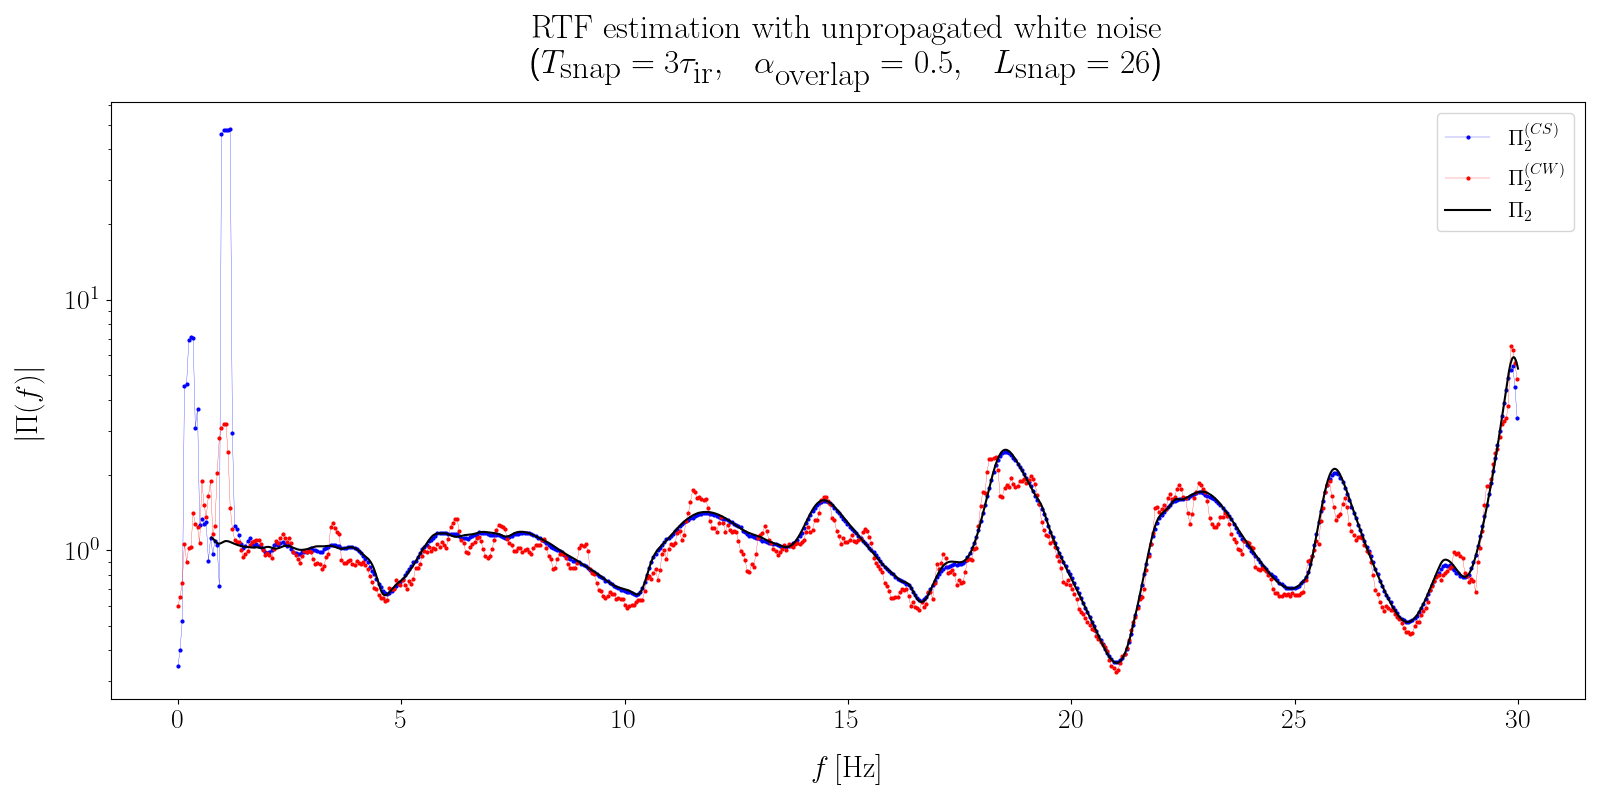 RTF estimation with unpropagated white noise
(T_snap = 3τ_ir, α_overlap = 0.5, L_snap = 26)
|Π(f)|
10^1
10^0
Π_2^(CS)
Π_2^(CW)
Π_2
0 5 10 15 20 25 30
f [Hz]